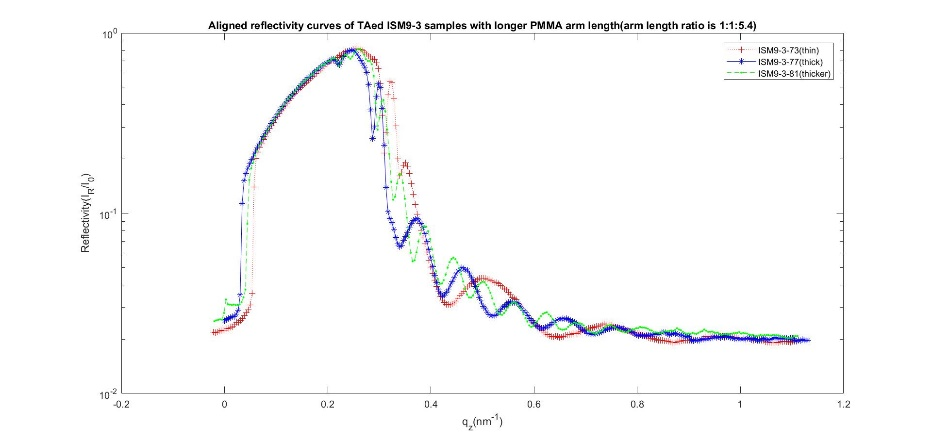 Aligned reflectivity curves of TAed ISM9-3 samples with longer PMMA arm length(arm length ratio is 1:1:5.4)
10^0
ISM9-3-73(thin)
ISM9-3-77(thick)
ISM9-3-81(thicker)
Reflectivity(I_R/I_0)
10^-1
10^-2
-0.2 0 0.2 0.4 0.6 0.8 1 1.2
q_z(nm^-1)